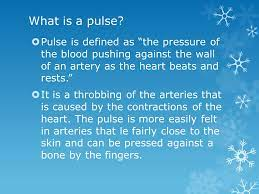 What is a pulse?
Pulse is defined as “the pressure of
the blood pushing against the wall
of an artery as the heart beats and
rests.”
It is a throbbing of the arteries that
is caused by the contractions of the
heart. The pulse is more easily felt
in arteries that le fairly close to the
skin and can be pressed against a
bone by the fingers.